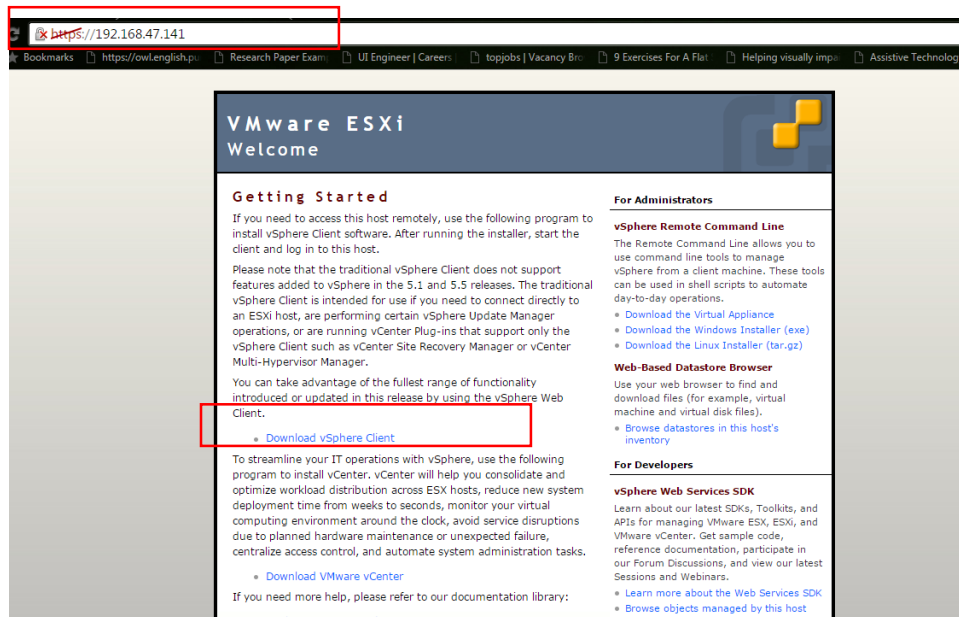 https://192.168.47.141
Bookmarks https://owl.english.pu Research Paper Exam UI Engineer | Careers topjobs | Vacancy Bro 9 Exercises For A Flat Helping visually impa Assistive Technology
VMware ESXi
Welcome
Getting Started
If you need to access this host remotely, use the following program to
install vSphere Client software. After running the installer, start the
client and log in to this host.
Please note that the traditional vSphere Client does not support
features added to vSphere in the 5.1 and 5.5 releases. The traditional
vSphere Client is intended for use if you need to connect directly to
an ESXi host, are performing certain vSphere Update Manager
operations, or are running vCenter Plug-ins that support only the
vSphere Client such as vCenter Site Recovery Manager or vCenter
Multi-Hypervisor Manager.
You can take advantage of the fullest range of functionality
introduced or updated in this release by using the vSphere Web
Client.
Download vSphere Client
To streamline your IT operations with vSphere, use the following
program to install vCenter. vCenter will help you consolidate and
optimize workload distribution across ESX hosts, reduce new system
deployment time from weeks to seconds, monitor your virtual
computing environment around the clock, avoid service disruptions
due to planned hardware maintenance or unexpected failure,
centralize access control, and automate system administration tasks.
Download VMware vCenter
If you need more help, please refer to our documentation library:
For Administrators
vSphere Remote Command Line
The Remote Command Line allows you to
use command line tools to manage
vSphere from a client machine. These tools
can be used in shell scripts to automate
day-to-day operations.
Download the Virtual Appliance
Download the Windows Installer (exe)
Download the Linux Installer (tar.gz)
Web-Based Datastore Browser
Use your web browser to find and
download files (for example, virtual
machine and virtual disk files).
Browse datastores in this host's
inventory
For Developers
vSphere Web Services SDK
Learn about our latest SDKs, Toolkits, and
APIs for managing VMware ESX, ESXi, and
VMware vCenter. Get sample code,
reference documentation, participate in
our Forum Discussions, and view our latest
Sessions and Webinars.
Learn more about the Web Services SDK
Browse objects managed by this host